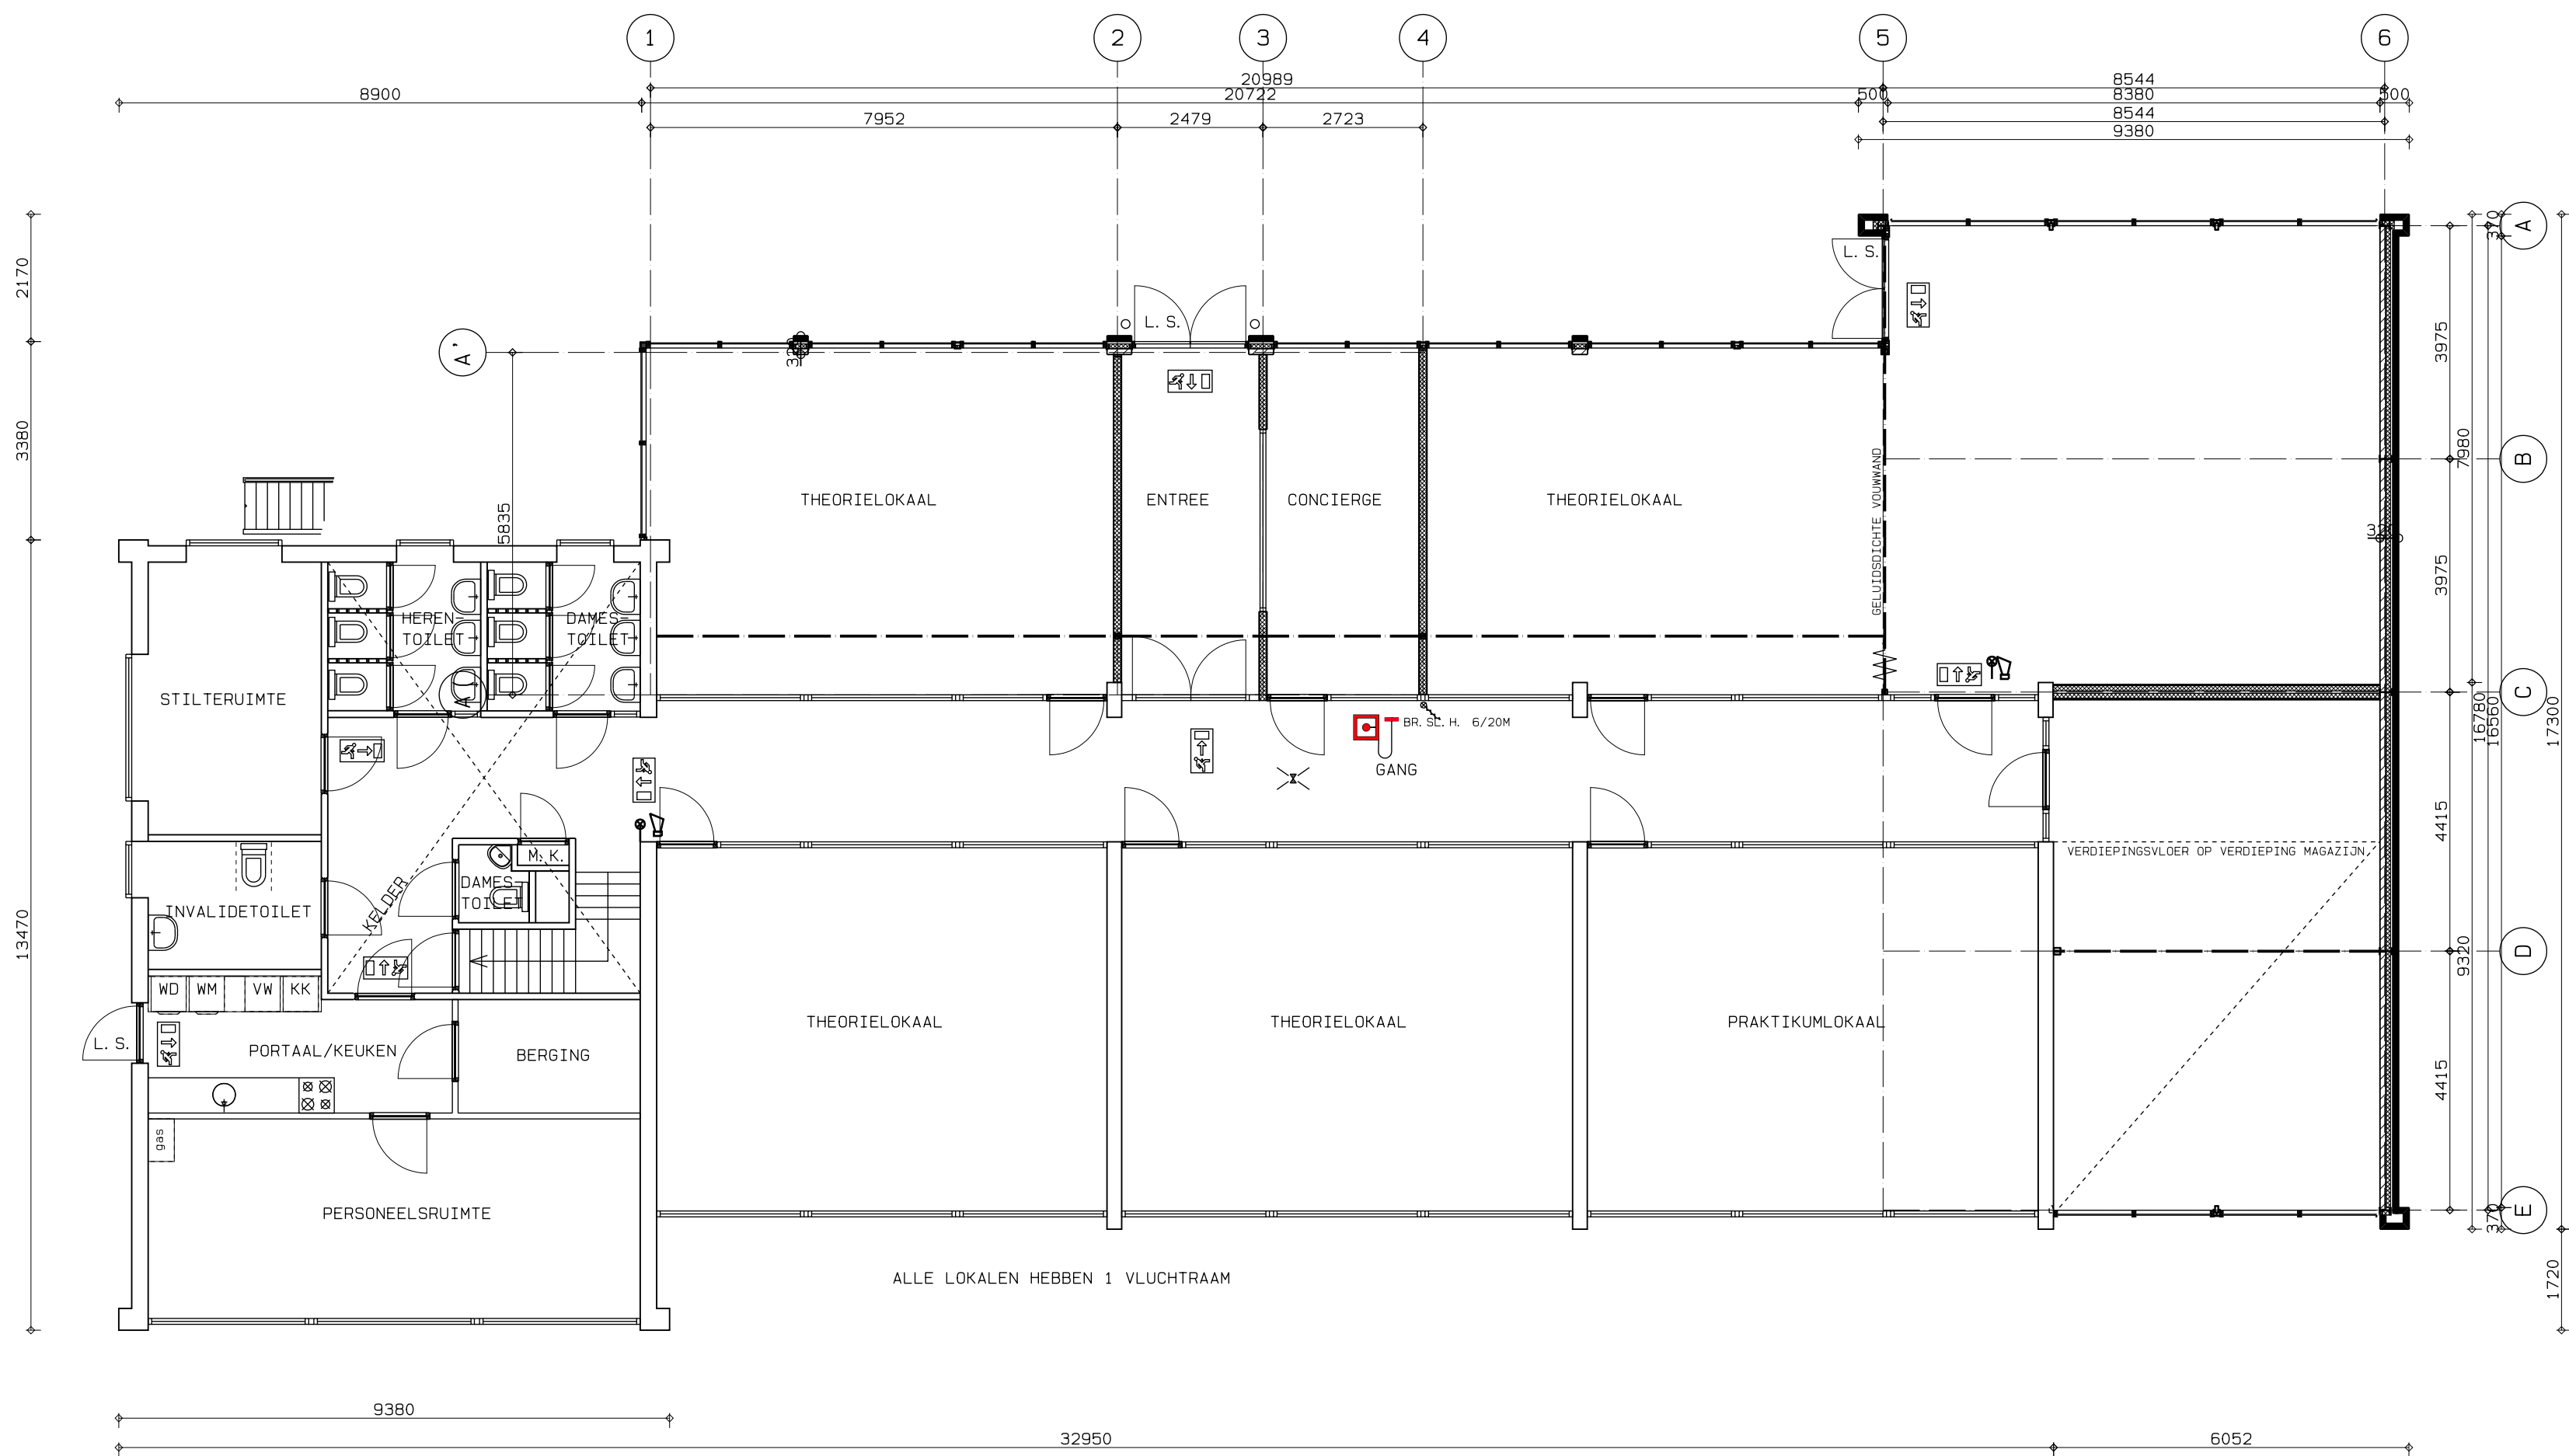 1 2 3 4 5 6
20989 8544
8900 20722 500 8380 500
7952 2479 2723 8544
9380
2170
3380
13470
A'
5835
L. S.
L. S.
A
370
3975
B
7980
THEORIELOKAAL
ENTREE
CONCIERGE
THEORIELOKAAL
GELUIDSDICHTE VOUWWAND
3975
HEREN-
TOILET
DAMES-
TOILET
A
STILTERUIMTE
C
16780
16560
17300
BR. SL. H. 6/20M
GANG
4415
M. K.
VERDIEPINGSVLOER OP VERDIEPING MAGAZIJN
DAMES-
TOILET
KELDER
INVALIDETOILET
D
9320
WD WM VW KK
THEORIELOKAAL
THEORIELOKAAL
PRAKTIKUMLOKAAL
L. S.
PORTAAL/KEUKEN
BERGING
4415
gas
PERSONEELSRUIMTE
E
370
ALLE LOKALEN HEBBEN 1 VLUCHTRAAM
1720
9380
32950 6052